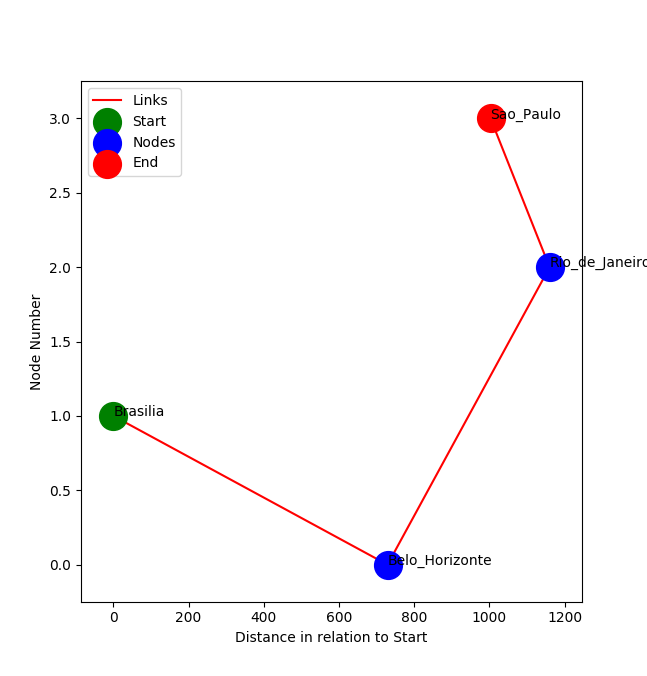 Links
Start
Nodes
End
Sao_Paulo
Rio_de_Janeiro
Brasilia
Belo_Horizonte
3.0
2.5
2.0
1.5
1.0
0.5
0.0
Node Number
0 200 400 600 800 1000 1200
Distance in relation to Start